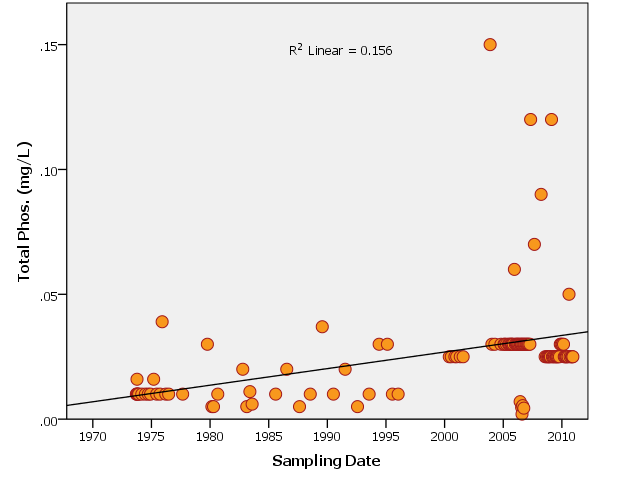 .15
R² Linear = 0.156
.10
Total Phos. (mg/L)
.05
.00
1970 1975 1980 1985 1990 1995 2000 2005 2010
Sampling Date